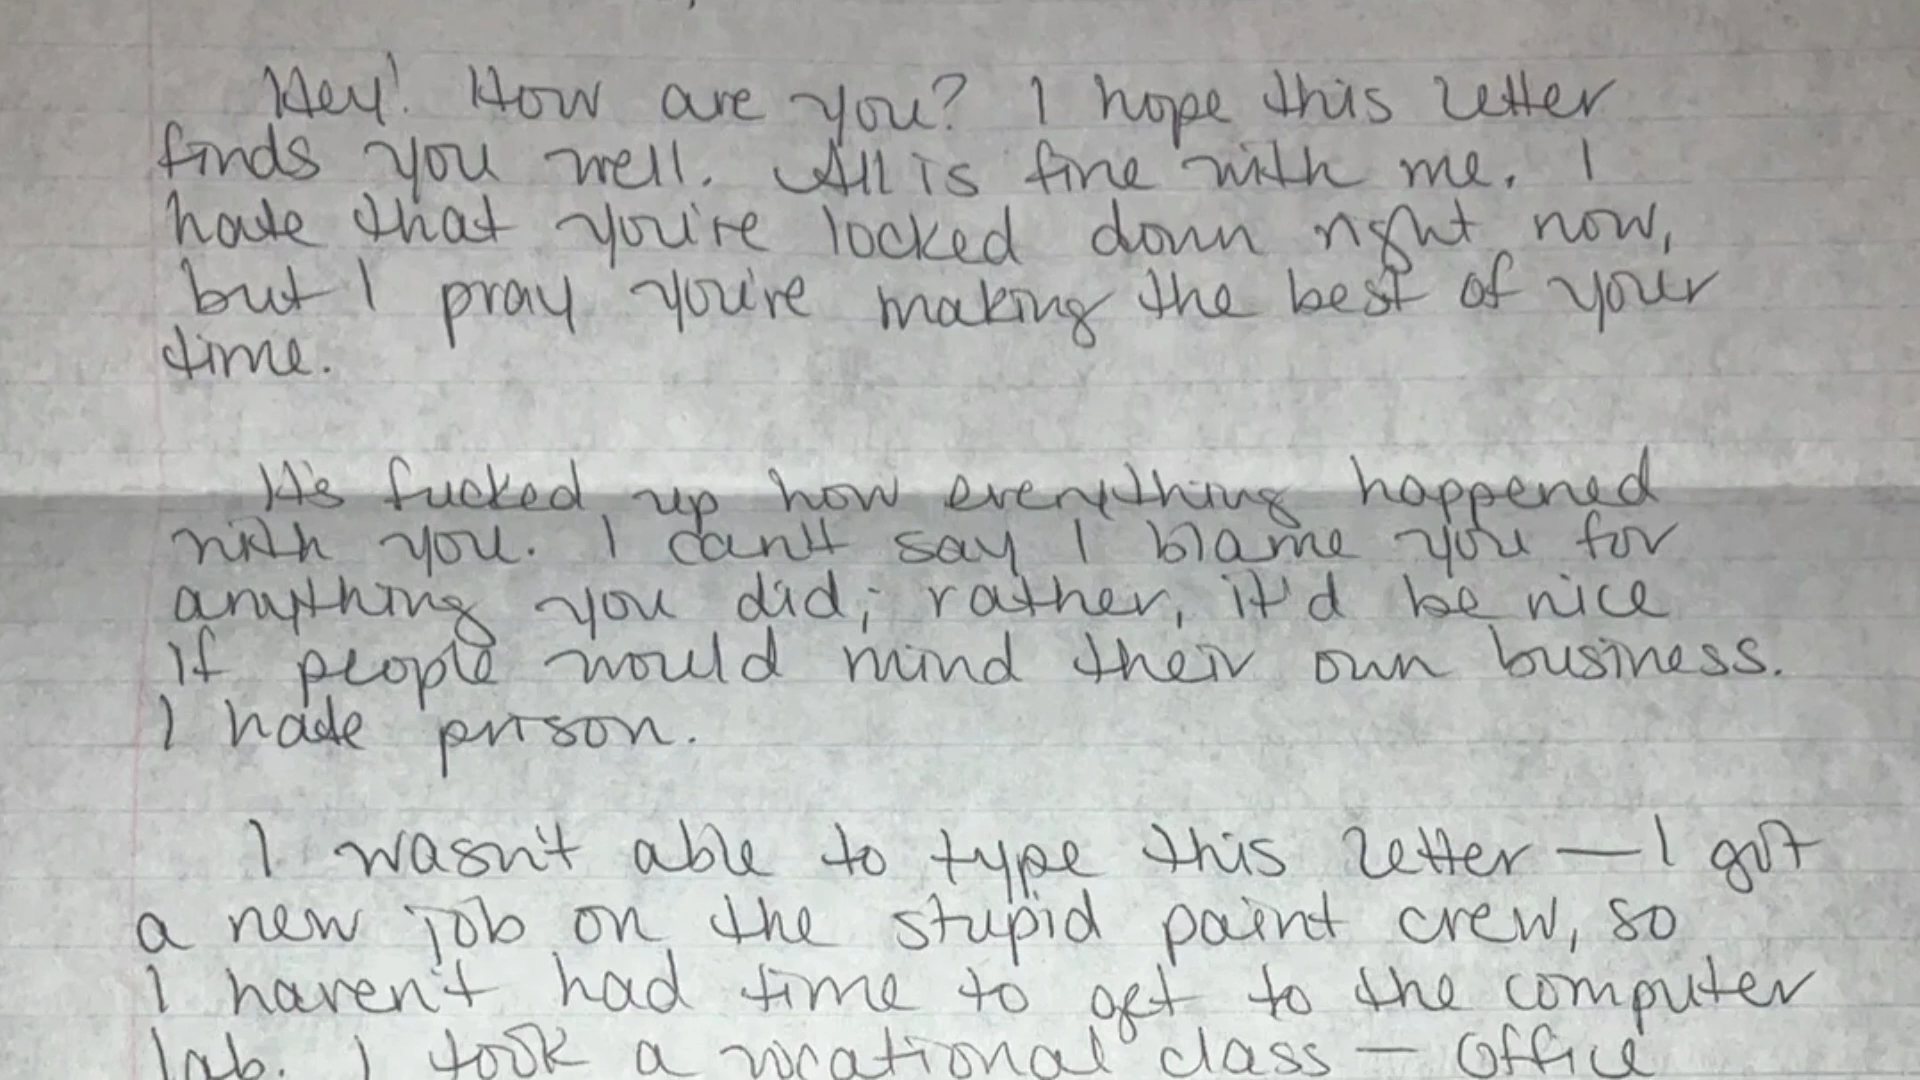 Hey! How are you? I hope this letter
finds you well. All is fine with me. I
hate that you're locked down right now,
but I pray you're making the best of your
time.
It's fucked up how everything happened
with you. I can't say I blame you for
anything you did; rather, it'd be nice
if people would mind their own business.
I hate prison.
I wasn't able to type this letter — I got
a new job on the stupid paint crew, so
I haven't had time to get to the computer
lab. I took a vocational class — Office